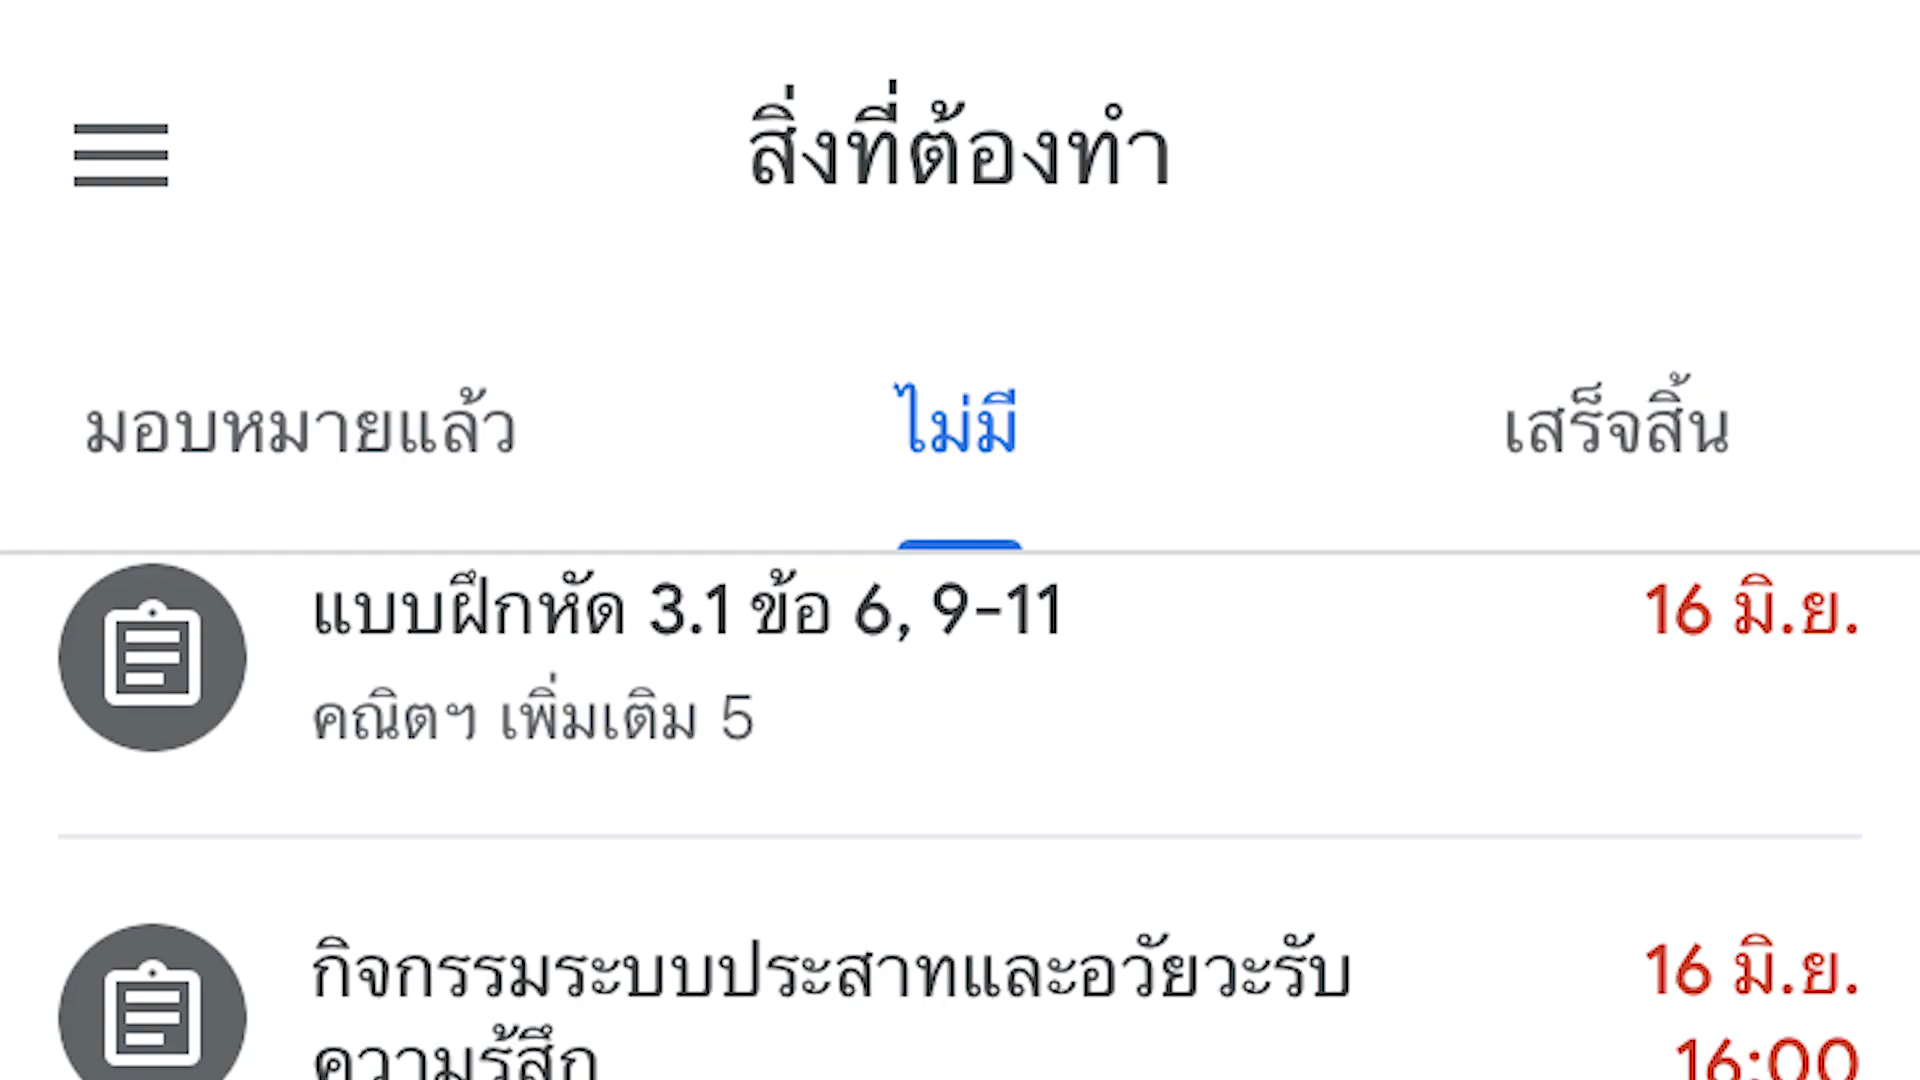 สิ่งที่ต้องทำ
มอบหมายแล้ว ไม่มี เสร็จสิ้น
แบบฝึกหัด 3.1 ข้อ 6, 9-11 16 มิ.ย.
คณิตฯ เพิ่มเติม 5
กิจกรรมระบบประสาทและอวัยวะรับ 16 มิ.ย.
ความรู้สึก 16:00